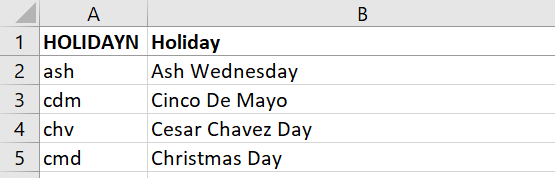 A B
1 HOLIDAYN Holiday
2 ash Ash Wednesday
3 cdm Cinco De Mayo
4 chv Cesar Chavez Day
5 cmd Christmas Day